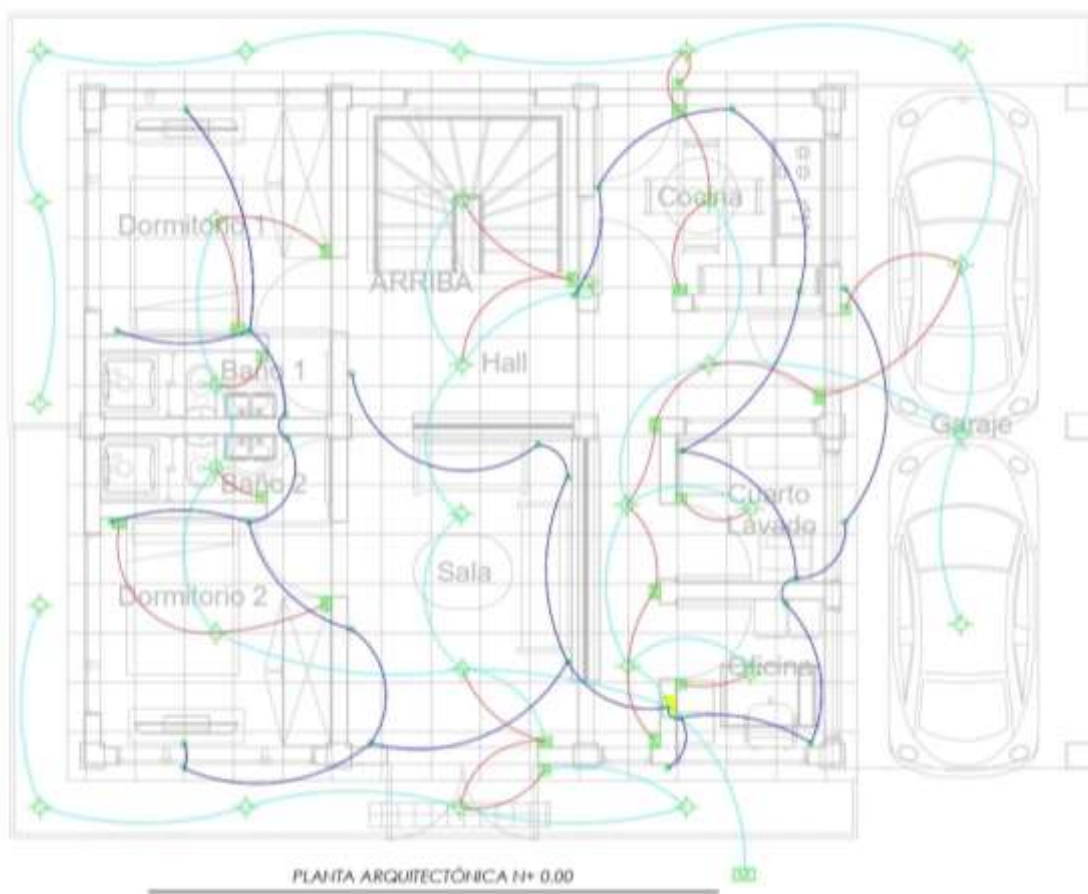 Dormitorio 1
Cocina
ARRIBA
Hall
Baño 1
Garaje
Baño 2
Cuarto
Lavado
Sala
Dormitorio 2
Oficina
PLANTA ARQUITECTÓNICA N+ 0.00